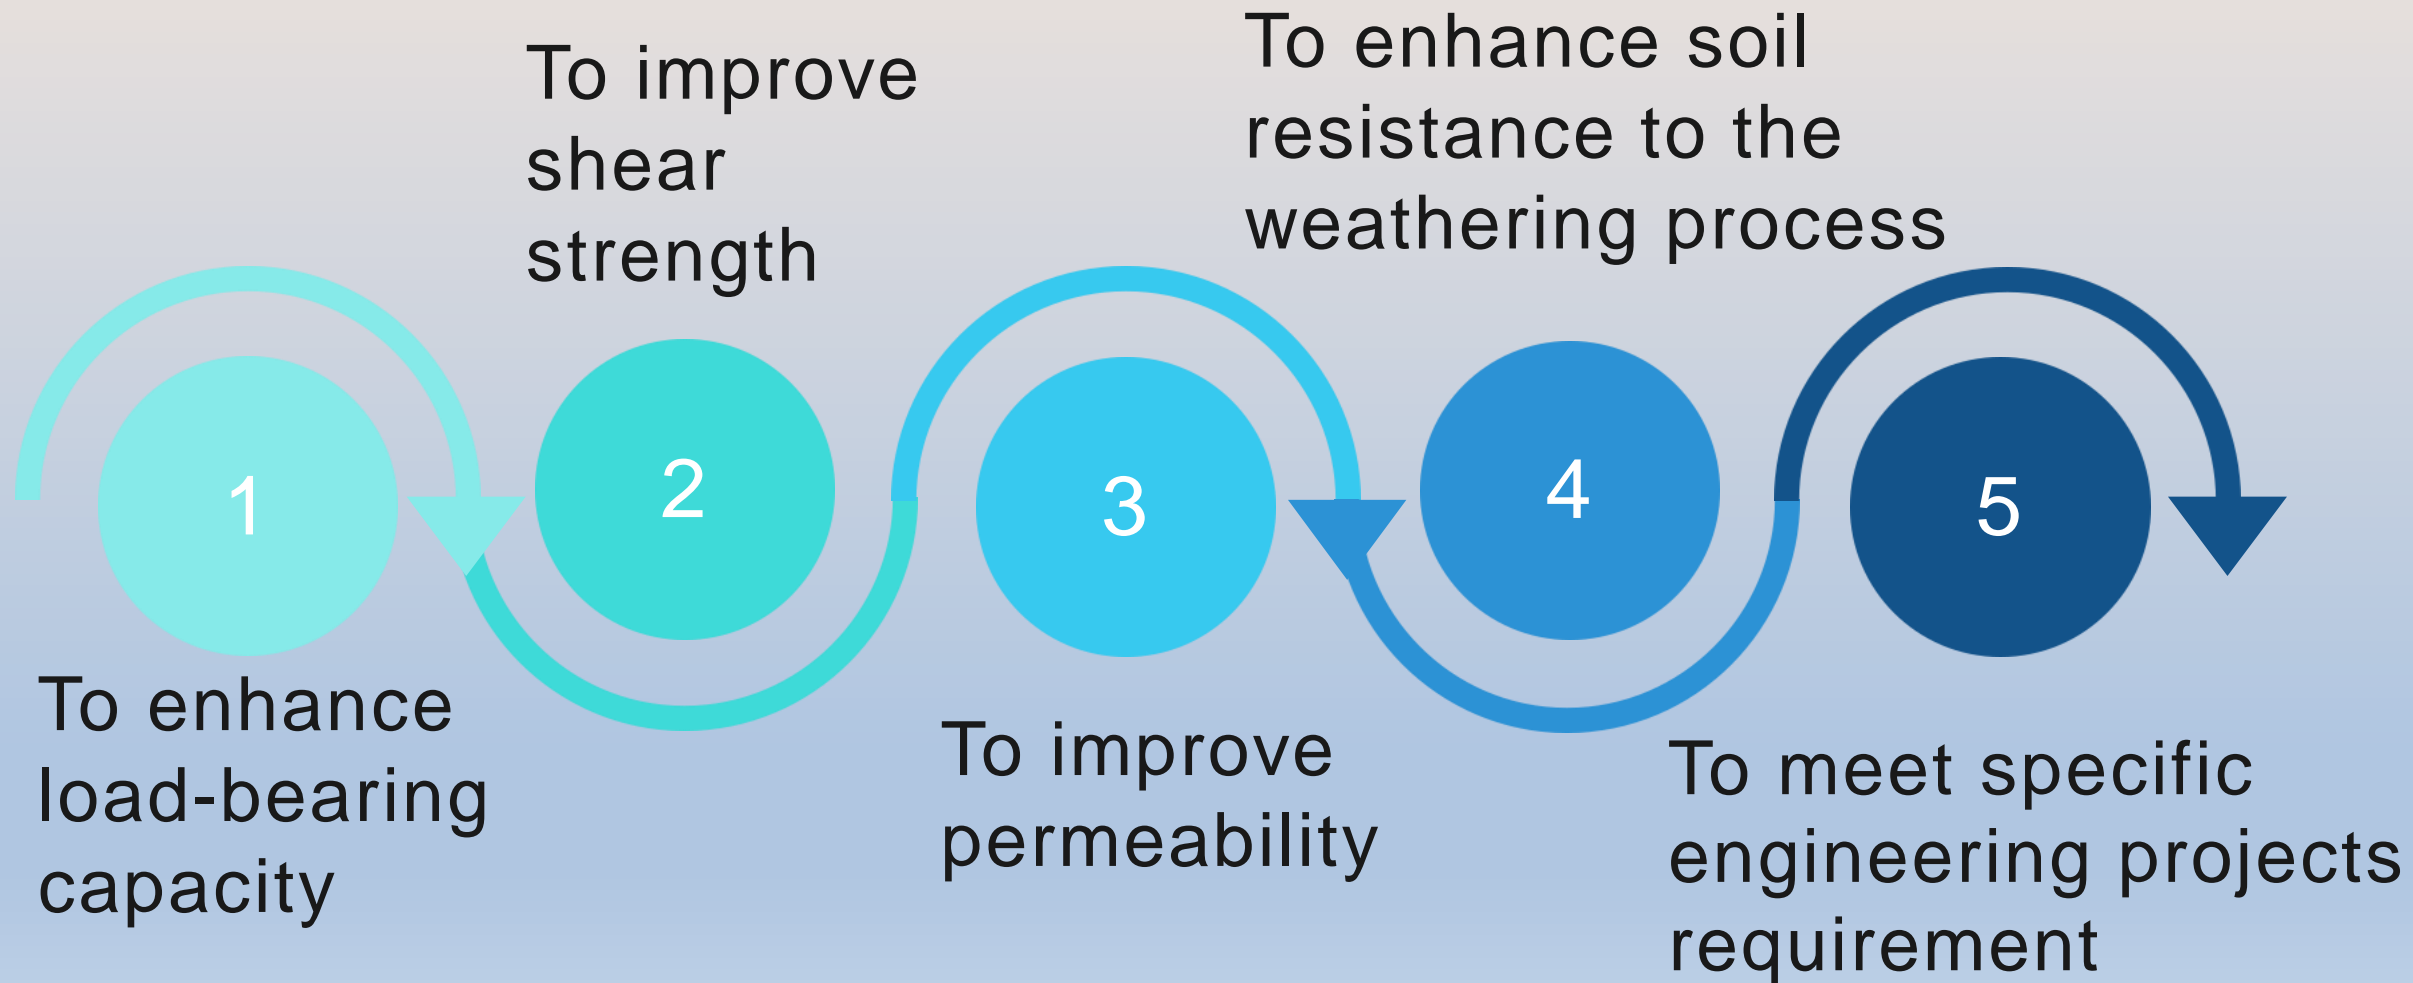 1
To enhance
load-bearing
capacity
2
To improve
shear
strength
3
To improve
permeability
4
To enhance soil
resistance to the
weathering process
5
To meet specific
engineering projects
requirement